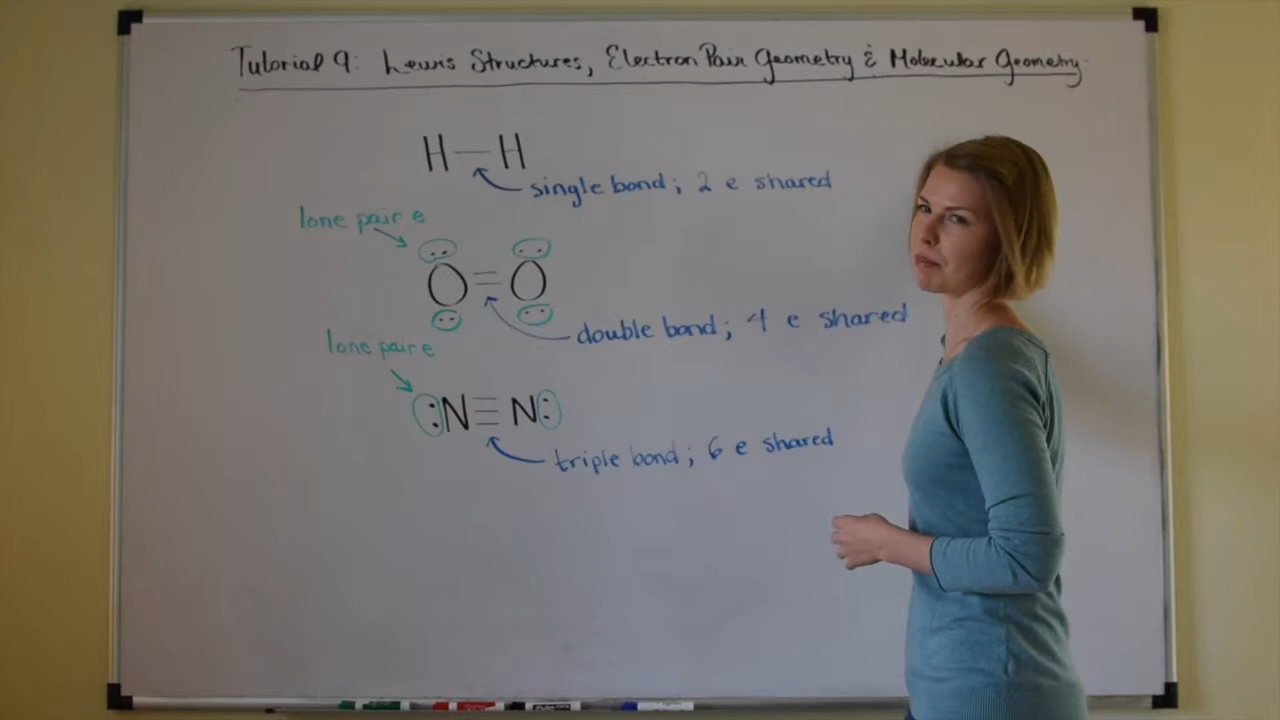 Tutorial 9: Lewis Structures, Electron Pair Geometry & Molecular Geometry
H—H
single bond; 2 e shared
lone pair e
O=O
double bond; 4 e shared
lone pair e
:N≡N:
triple bond; 6 e shared